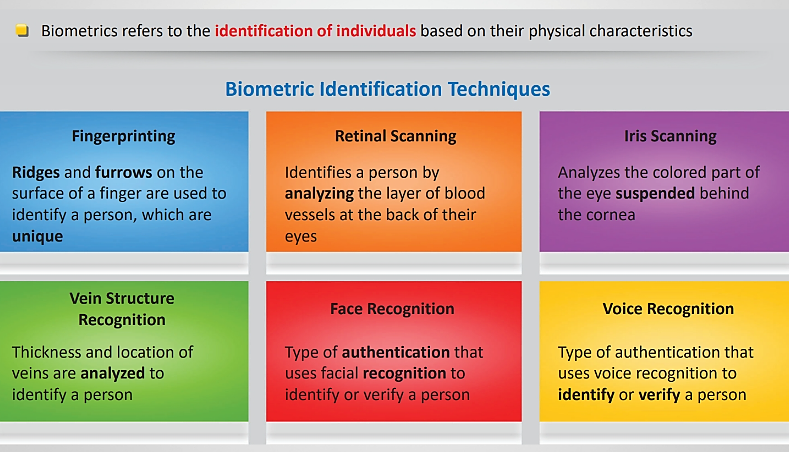 Biometrics refers to the identification of individuals based on their physical characteristics
Biometric Identification Techniques
Fingerprinting
Ridges and furrows on the
surface of a finger are used to
identify a person, which are
unique
Retinal Scanning
Identifies a person by
analyzing the layer of blood
vessels at the back of their
eyes
Iris Scanning
Analyzes the colored part of
the eye suspended behind
the cornea
Vein Structure
Recognition
Thickness and location of
veins are analyzed to
identify a person
Face Recognition
Type of authentication that
uses facial recognition to
identify or verify a person
Voice Recognition
Type of authentication that
uses voice recognition to
identify or verify a person